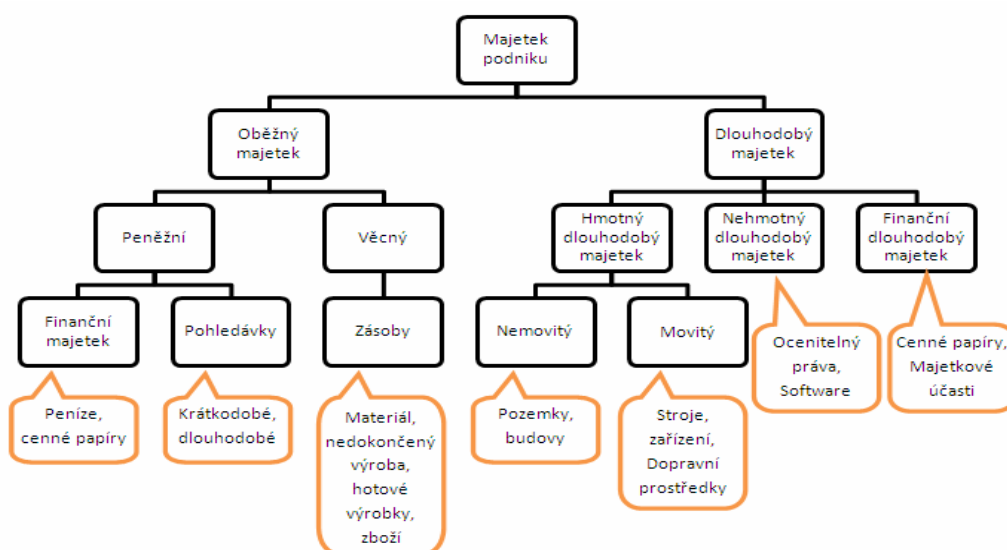 Majetek
podniku
Oběžný
majetek
Dlouhodobý
majetek
Peněžní
Věcný
Hmotný
dlouhodobý
majetek
Nehmotný
dlouhodobý
majetek
Finanční
dlouhodobý
majetek
Finanční
majetek
Pohledávky
Zásoby
Nemovitý
Movitý
Ocenitelný
práva,
Software
Cenné papíry,
Majetkové
účasti
Peníze,
cenné papíry
Krátkodobé,
dlouhodobé
Materiál,
nedokončený
výroba,
hotové
výrobky,
zboží
Pozemky,
budovy
Stroje,
zařízení,
Dopravní
prostředky